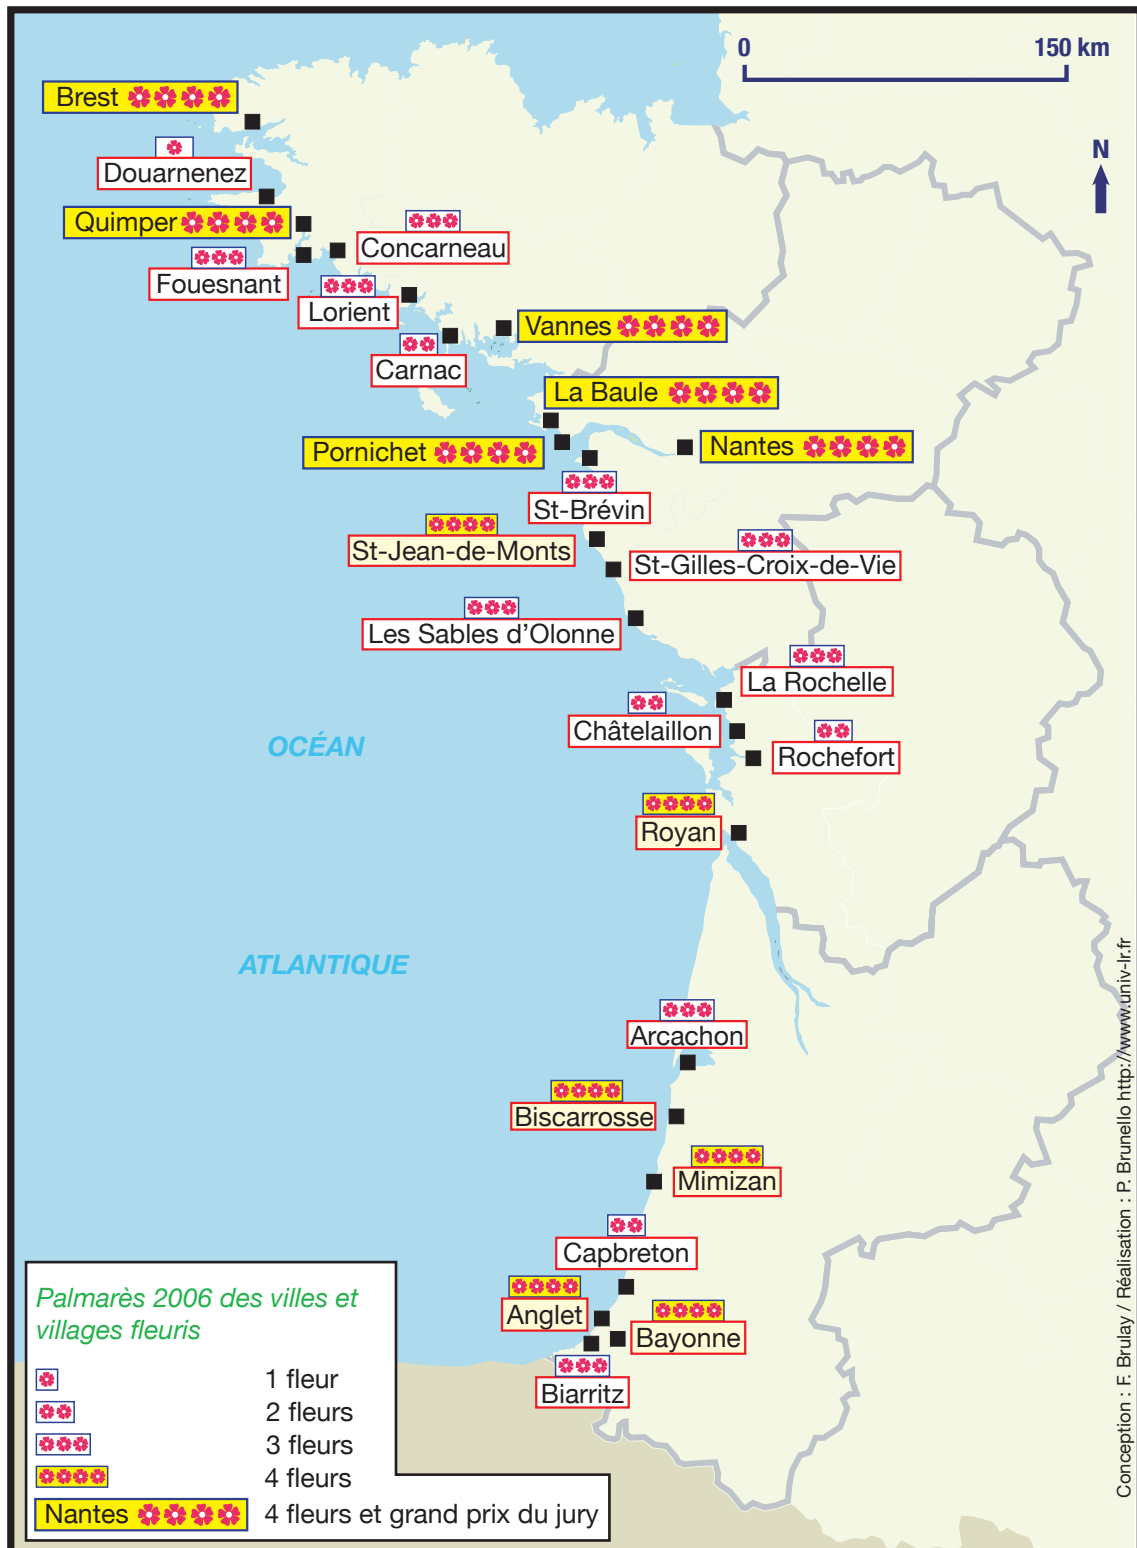 0 150 km
N
Brest
Douarnenez
Quimper
Concarneau
Fouesnant
Lorient
Vannes
Carnac
La Baule
Pornichet
Nantes
St-Brévin
St-Jean-de-Monts
St-Gilles-Croix-de-Vie
Les Sables d'Olonne
La Rochelle
Châtelaillon
Rochefort
OCÉAN
Royan
ATLANTIQUE
Arcachon
Biscarrosse
Mimizan
Capbreton
Anglet
Bayonne
Biarritz
Palmarès 2006 des villes et
villages fleuris
1 fleur
2 fleurs
3 fleurs
4 fleurs
Nantes 4 fleurs et grand prix du jury
Conception : F. Brulay / Réalisation : P. Brunello http://www.univ-lr.fr